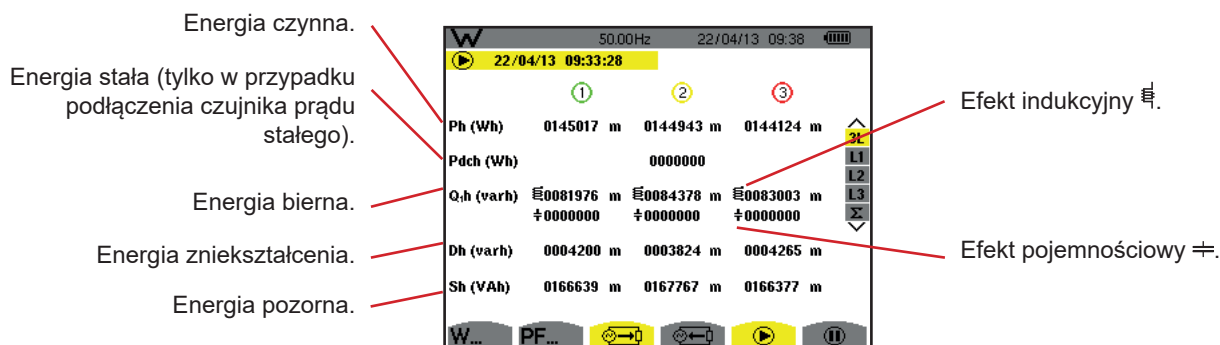 Energia czynna.
Energia stała (tylko w przypadku
podłączenia czujnika prądu
stałego).
Energia bierna.
Energia zniekształcenia.
Energia pozorna.
W 50.00Hz 22/04/13 09:38
22/04/13 09:33:28
1 2 3
Ph (Wh) 0145017 m 0144943 m 0144124 m
Pdch (Wh) 0000000
Q₁h (varh) 0081976 m 0084378 m 0083003 m
0000000 0000000 0000000
Dh (varh) 0004200 m 0003824 m 0004265 m
Sh (VAh) 0166639 m 0167767 m 0166377 m
3L
L1
L2
L3
Σ
W... PF...
Efekt indukcyjny.
Efekt pojemnościowy.